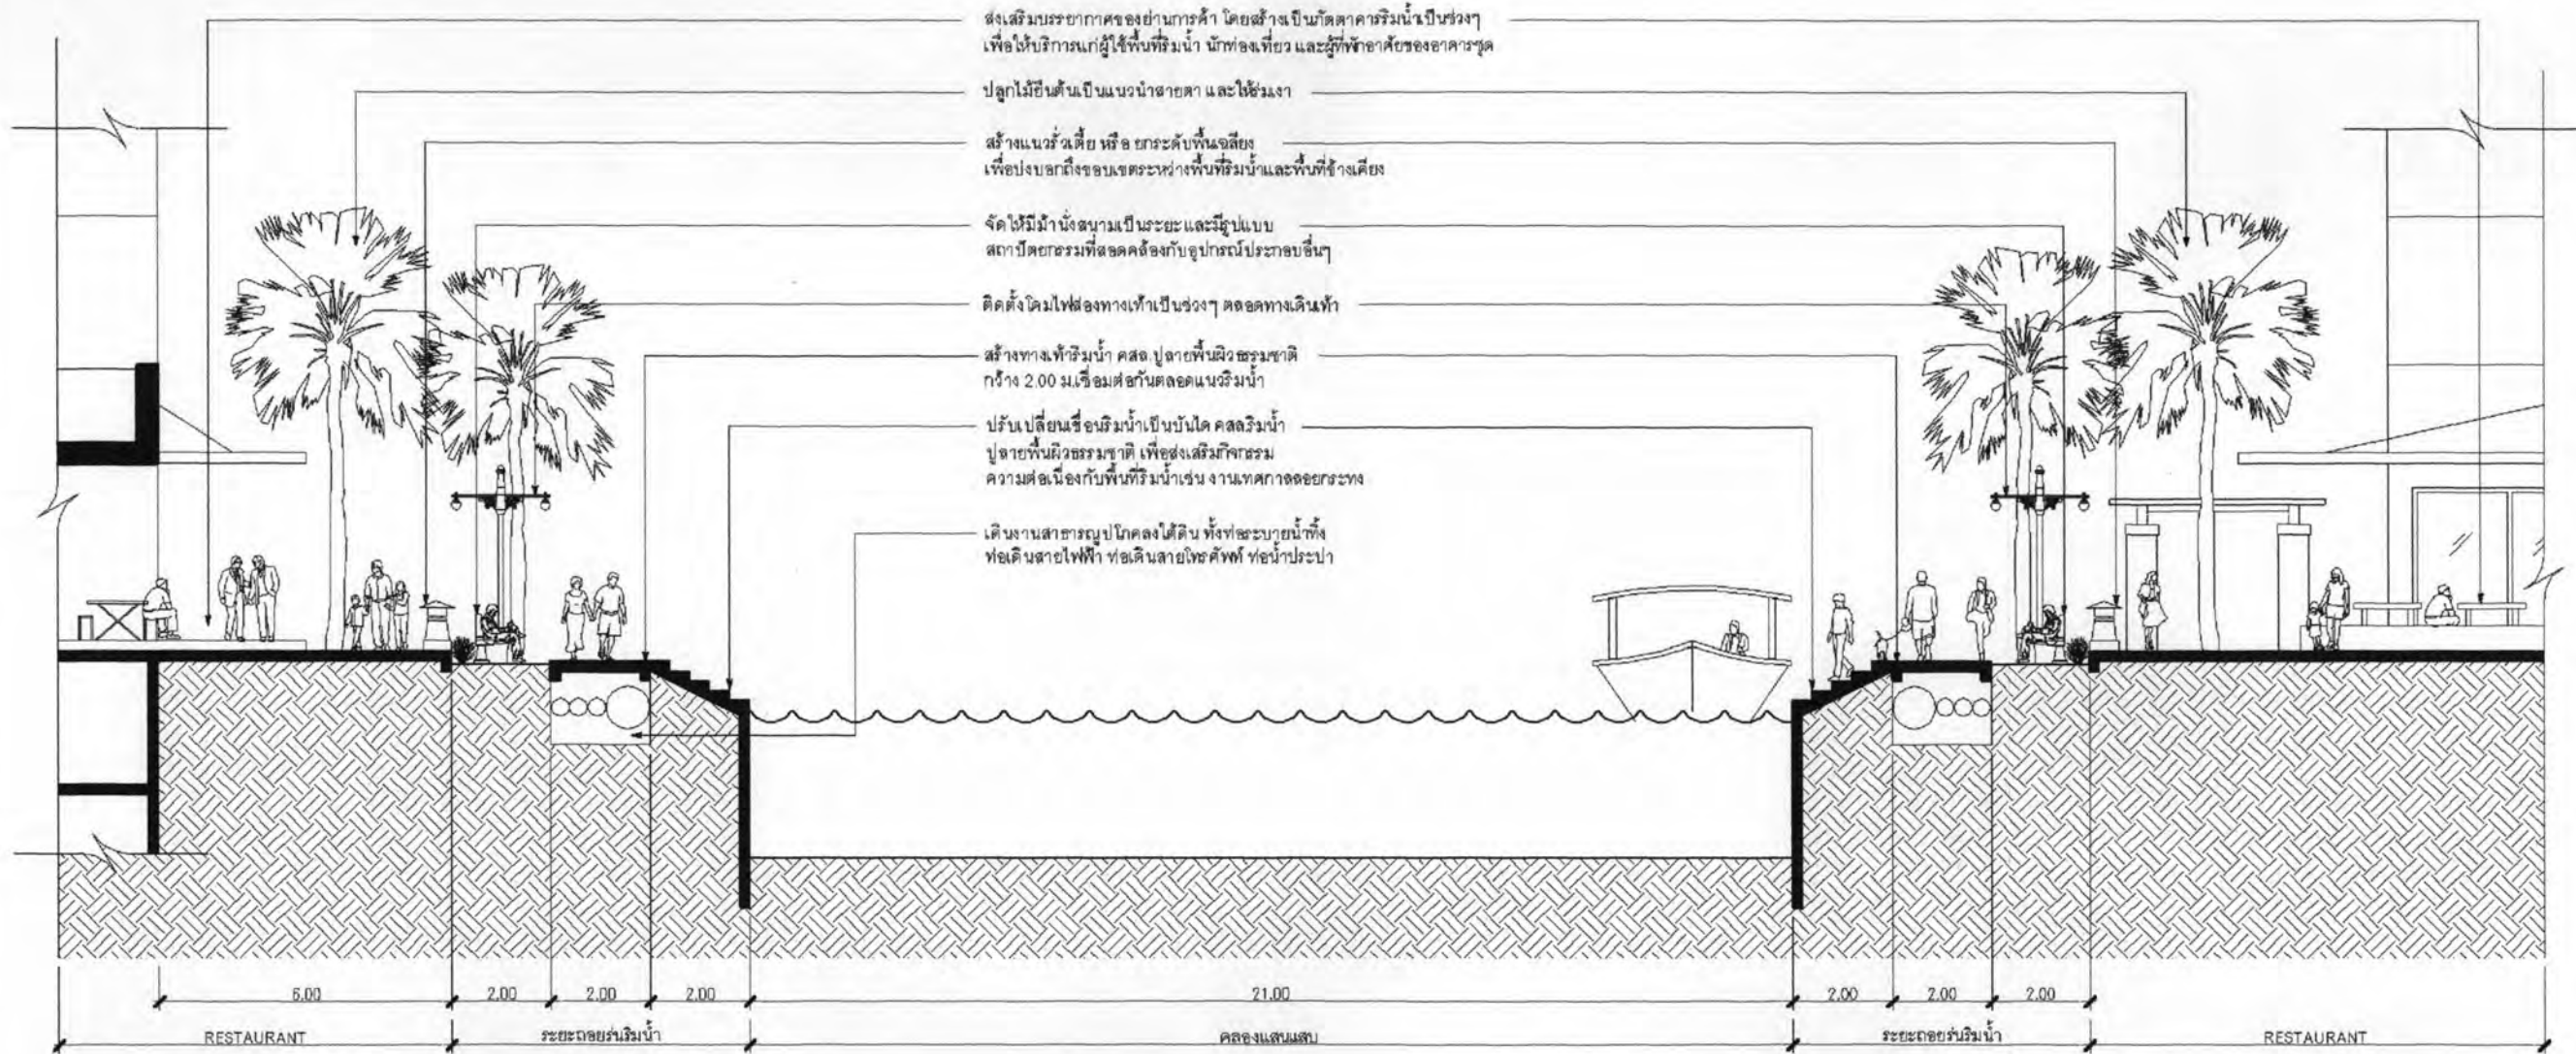 ส่งเสริมบรรยากาศของย่านการค้า โดยสร้างเป็นภัตตาคารริมน้ำเป็นช่วงๆ
เพื่อให้บริการแก่ผู้ใช้พื้นที่ริมน้ำ นักท่องเที่ยว และผู้ที่พักอาศัยของอาคารชุด
ปลูกไม้ยืนต้นเป็นแนวนำสายตา และให้ร่มเงา
สร้างแนวรั้วเตี้ย หรือ ยกระดับพื้นเฉลียง
เพื่อบ่งบอกถึงขอบเขตระหว่างพื้นที่ริมน้ำและพื้นที่ข้างเคียง
จัดให้มีม้านั่งสนามเป็นระยะและมีรูปแบบ
สถาปัตยกรรมที่สอดคล้องกับอุปกรณ์ประกอบอื่นๆ
ติดตั้งโคมไฟส่องทางเท้าเป็นช่วงๆ ตลอดทางเดินเท้า
สร้างทางเท้าริมน้ำ คสล.ปูลายพื้นผิวธรรมชาติ
กว้าง 2.00 ม.เชื่อมต่อกันตลอดแนวริมน้ำ
ปรับเปลี่ยนเขื่อนริมน้ำเป็นบันได คสลริมน้ำ
ปูลายพื้นผิวธรรมชาติ เพื่อส่งเสริมกิจกรรม
ความต่อเนื่องกับพื้นที่ริมน้ำเช่น งานเทศกาลลอยกระทง
เดินงานสาธารณูปโภคลงใต้ดิน ทั้งท่อระบายน้ำทิ้ง
ท่อเดินสายไฟฟ้า ท่อเดินสายโทรศัพท์ ท่อน้ำประปา
6.00 2.00 2.00 2.00 21.00 2.00 2.00 2.00
RESTAURANT ระยะถอยร่นริมน้ำ คลองแสนแสบ ระยะถอยร่นริมน้ำ RESTAURANT